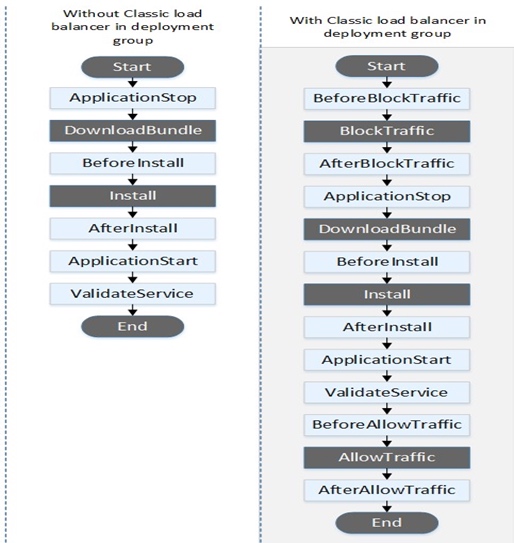 Without Classic load
balancer in deployment
group
Start
ApplicationStop
DownloadBundle
BeforeInstall
Install
AfterInstall
ApplicationStart
ValidateService
End
With Classic load balancer in
deployment group
Start
BeforeBlockTraffic
BlockTraffic
AfterBlockTraffic
ApplicationStop
DownloadBundle
BeforeInstall
Install
AfterInstall
ApplicationStart
ValidateService
BeforeAllowTraffic
AllowTraffic
AfterAllowTraffic
End